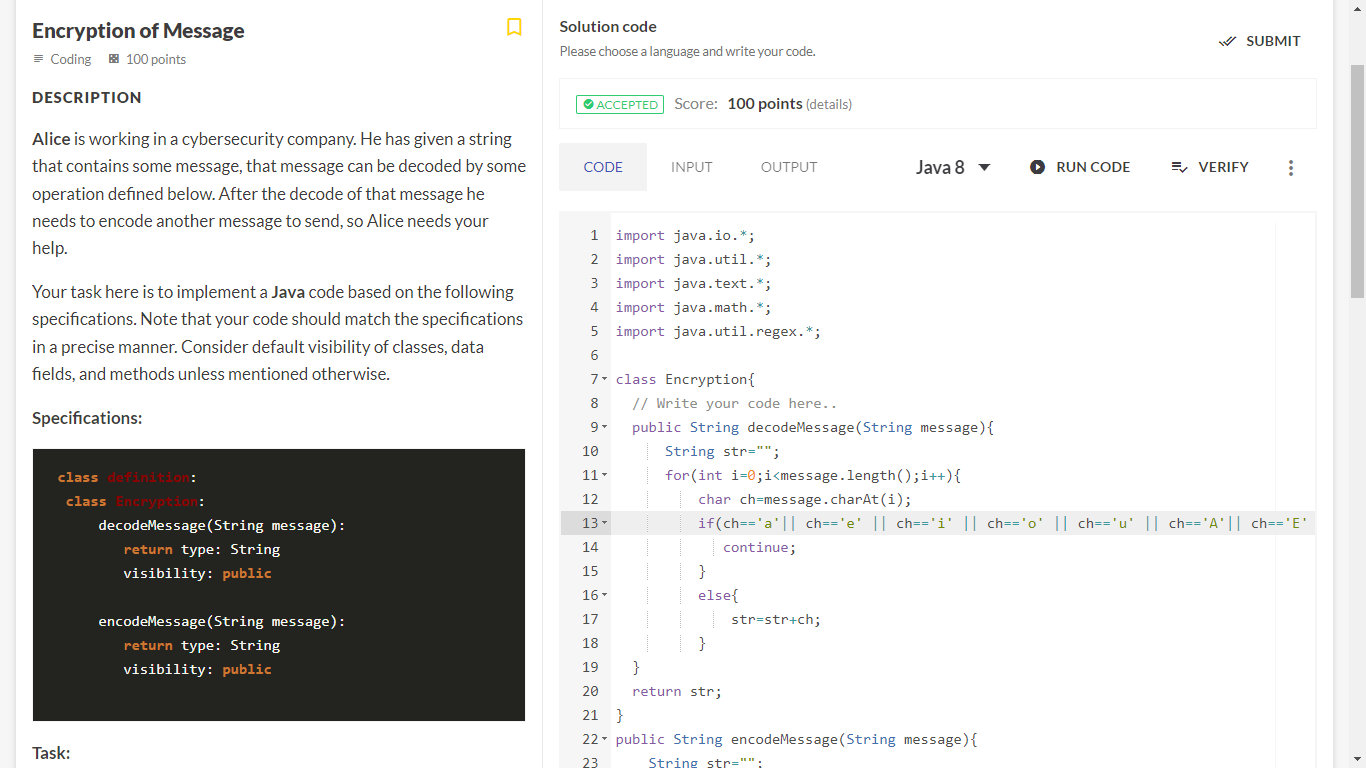 Encryption of Message
Coding 100 points
DESCRIPTION
Alice is working in a cybersecurity company. He has given a string
that contains some message, that message can be decoded by some
operation defined below. After the decode of that message he
needs to encode another message to send, so Alice needs your
help.
Your task here is to implement a Java code based on the following
specifications. Note that your code should match the specifications
in a precise manner. Consider default visibility of classes, data
fields, and methods unless mentioned otherwise.
Specifications:
class definition:
class Encryption:
decodeMessage(String message):
return type: String
visibility: public
encodeMessage(String message):
return type: String
visibility: public
Task:
Solution code
Please choose a language and write your code.
SUBMIT
ACCEPTED Score: 100 points (details)
CODE INPUT OUTPUT Java 8 RUN CODE VERIFY
1 import java.io.*;
2 import java.util.*;
3 import java.text.*;
4 import java.math.*;
5 import java.util.regex.*;
6
7 class Encryption{
8 // Write your code here..
9 public String decodeMessage(String message){
10 String str="";
11 for(int i=0;i<message.length();i++){
12 char ch=message.charAt(i);
13 if(ch=='a'|| ch=='e' || ch=='i' || ch=='o' || ch=='u' || ch=='A'|| ch=='E'
14 continue;
15 }
16 else{
17 str=str+ch;
18 }
19 }
20 return str;
21 }
22 public String encodeMessage(String message){
23 String str="";